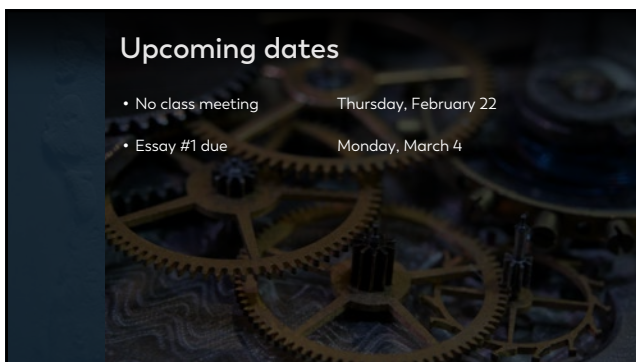 Upcoming dates
• No class meeting Thursday, February 22
• Essay #1 due Monday, March 4